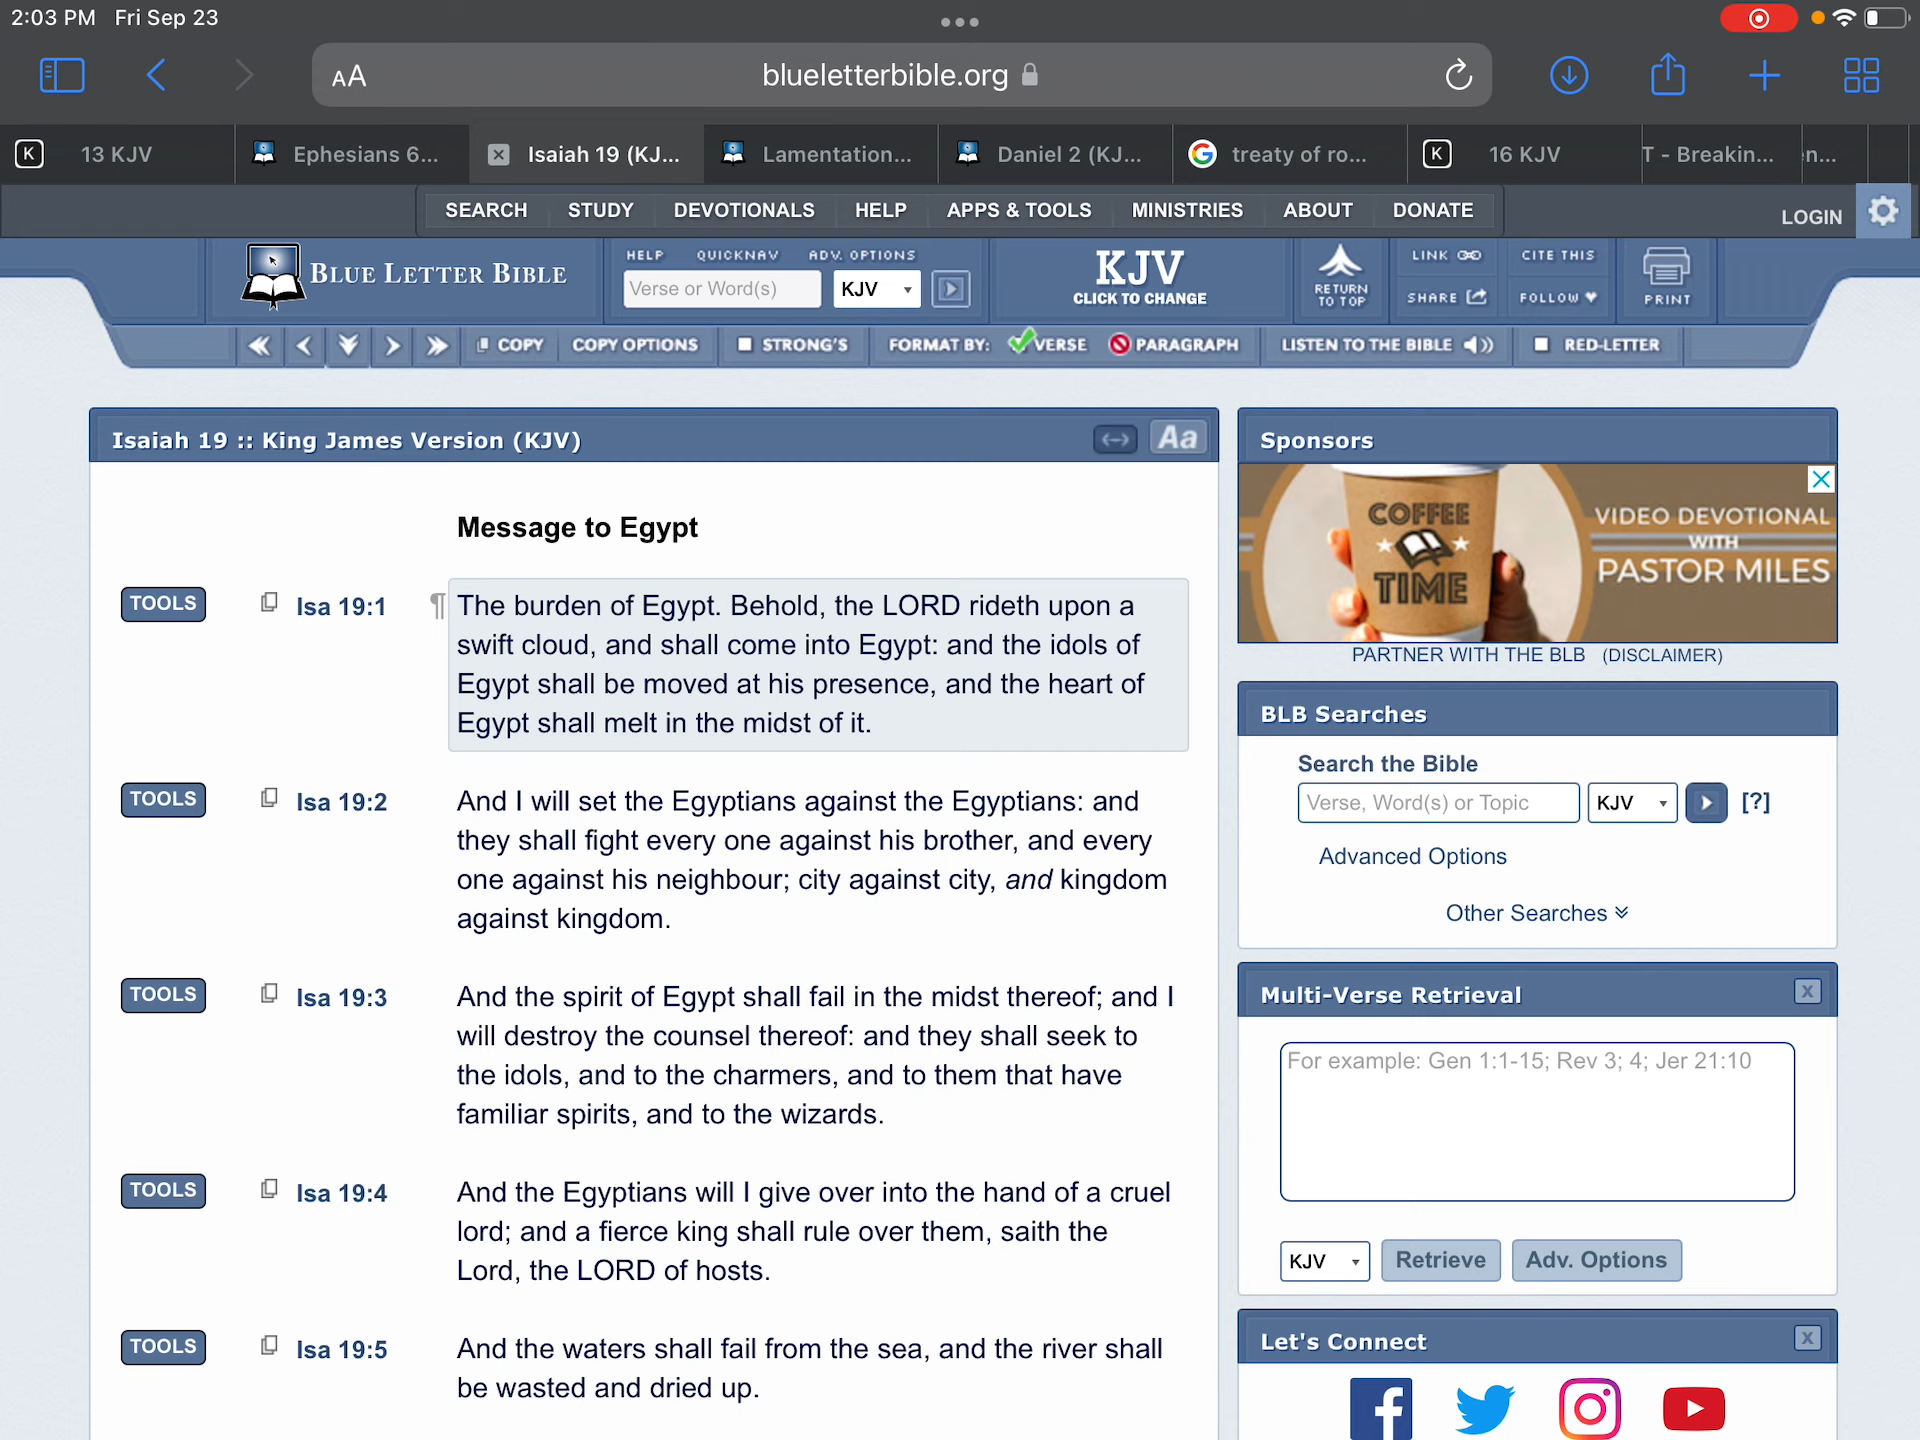 2:03 PM Fri Sep 23
AA blueletterbible.org
K 13 KJV Ephesians 6... Isaiah 19 (KJ... Lamentation... Daniel 2 (KJ... treaty of ro... K 16 KJV T - Breakin... n...
SEARCH STUDY DEVOTIONALS HELP APPS & TOOLS MINISTRIES ABOUT DONATE LOGIN
BLUE LETTER BIBLE
HELP QUICKNAV ADV. OPTIONS
Verse or Word(s) KJV
KJV
CLICK TO CHANGE
RETURN
TO TOP
LINK CITE THIS
SHARE FOLLOW
PRINT
COPY COPY OPTIONS STRONG'S FORMAT BY: VERSE PARAGRAPH LISTEN TO THE BIBLE RED-LETTER
Isaiah 19 :: King James Version (KJV) Aa
Message to Egypt
TOOLS Isa 19:1 ¶ The burden of Egypt. Behold, the LORD rideth upon a
swift cloud, and shall come into Egypt: and the idols of
Egypt shall be moved at his presence, and the heart of
Egypt shall melt in the midst of it.
TOOLS Isa 19:2 And I will set the Egyptians against the Egyptians: and
they shall fight every one against his brother, and every
one against his neighbour; city against city, and kingdom
against kingdom.
TOOLS Isa 19:3 And the spirit of Egypt shall fail in the midst thereof; and I
will destroy the counsel thereof: and they shall seek to
the idols, and to the charmers, and to them that have
familiar spirits, and to the wizards.
TOOLS Isa 19:4 And the Egyptians will I give over into the hand of a cruel
lord; and a fierce king shall rule over them, saith the
Lord, the LORD of hosts.
TOOLS Isa 19:5 And the waters shall fail from the sea, and the river shall
be wasted and dried up.
Sponsors
COFFEE
TIME
VIDEO DEVOTIONAL
WITH
PASTOR MILES
PARTNER WITH THE BLB (DISCLAIMER)
BLB Searches
Search the Bible
Verse, Word(s) or Topic KJV [?]
Advanced Options
Other Searches
Multi-Verse Retrieval X
For example: Gen 1:1-15; Rev 3; 4; Jer 21:10
KJV Retrieve Adv. Options
Let's Connect X